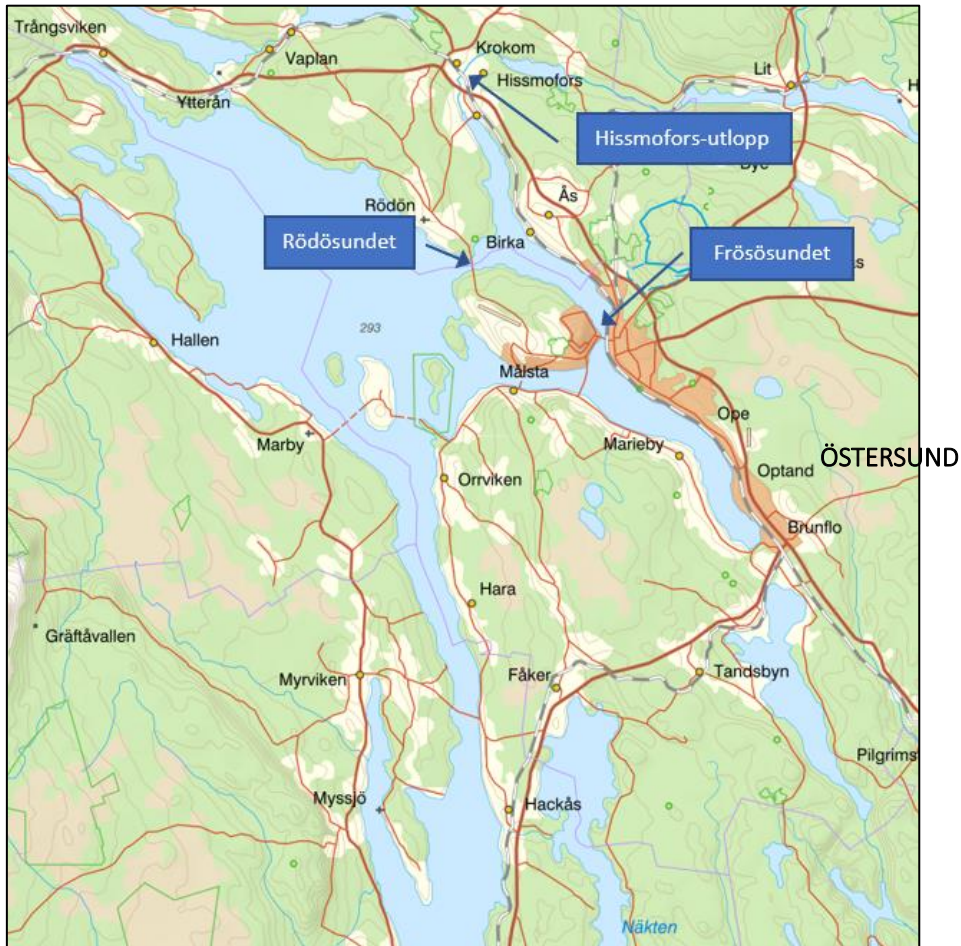 Trångsviken
Vaplan
Krokom
Hissmofors
Lit
Ytterån
Hissmofors-utlopp
Ås
Rödön
Rödösundet
Birka
Frösösundet
293
Hallen
Målsta
Ope
Marby
Marieby
ÖSTERSUND
Optand
Orrviken
Brunflo
Hara
Gräftåvallen
Myrviken
Fåker
Tandsbyn
Pilgrims
Myssjö
Hackås
Näkten